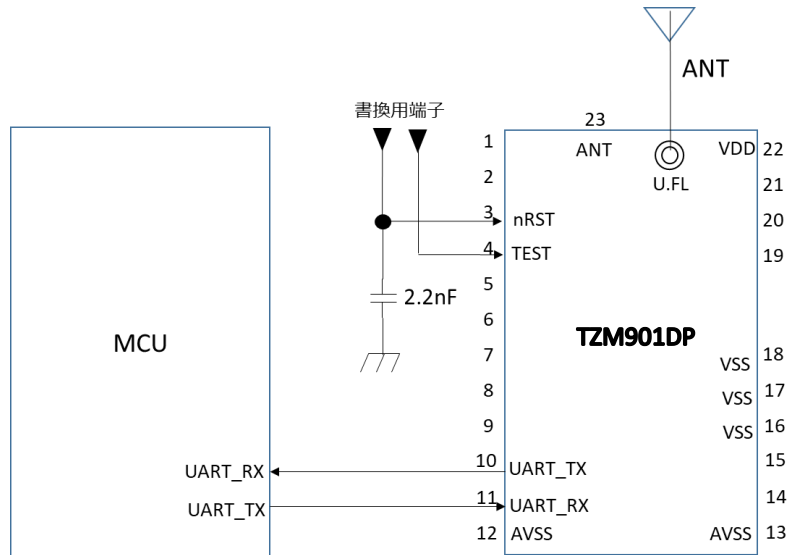 ANT
書換用端子
23
1
ANT
VDD 22
2
U.FL
21
3 nRST
20
4 TEST
19
5
2.2nF
6
MCU
TZM901DP
7
VSS 18
8
VSS 17
9
VSS 16
UART_RX
10 UART_TX
15
UART_TX
11 UART_RX
14
12 AVSS
AVSS 13